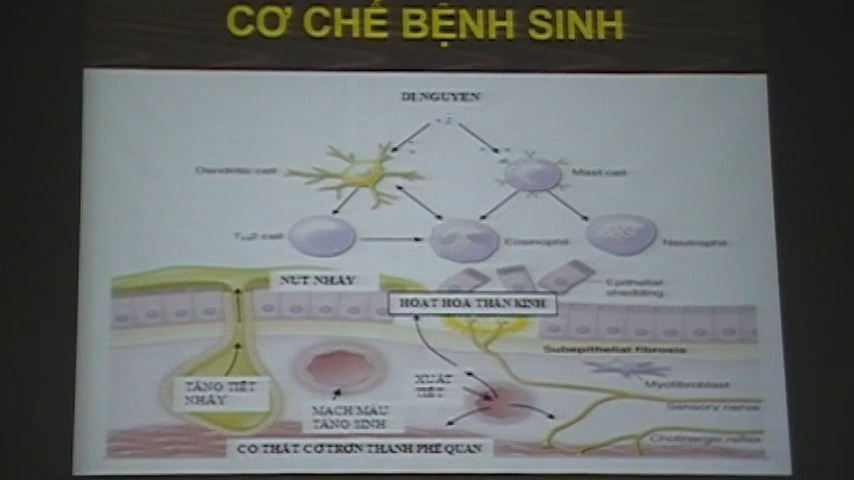 CƠ CHẾ BỆNH SINH
DỊ NGUYÊN
Dendritic cell
Mast cell
TH2 cell
Eosinophil
Neutrophil
NÚT NHẦY
Epithelial
shedding
HOẠT HÓA THẦN KINH
Subepithelial fibrosis
TĂNG TIẾT
NHẦY
XUẤT
Myofibroblast
MẠCH MÁU
TĂNG SINH
Sensory nerve
Cholinergic reflex
CO THẮT CƠ TRƠN THÀNH PHẾ QUẢN